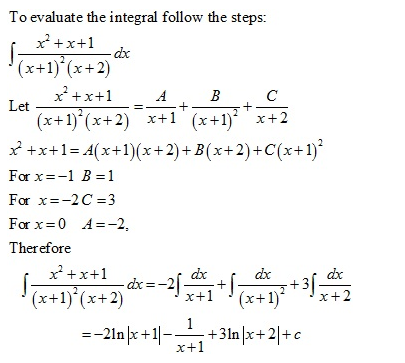 To evaluate the integral follow the steps:
∫ (x² + x + 1)/((x+1)²(x+2)) dx
Let (x² + x + 1)/((x+1)²(x+2)) = A/(x+1) + B/(x+1)² + C/(x+2)
x² + x + 1 = A(x+1)(x+2) + B(x+2) + C(x+1)²
For x = −1 B = 1
For x = −2 C = 3
For x = 0 A = −2,
Therefore
∫ (x² + x + 1)/((x+1)²(x+2)) dx = −2∫ dx/(x+1) + ∫ dx/(x+1)² + 3∫ dx/(x+2)
= −2ln|x+1| − 1/(x+1) + 3ln|x+2| + c